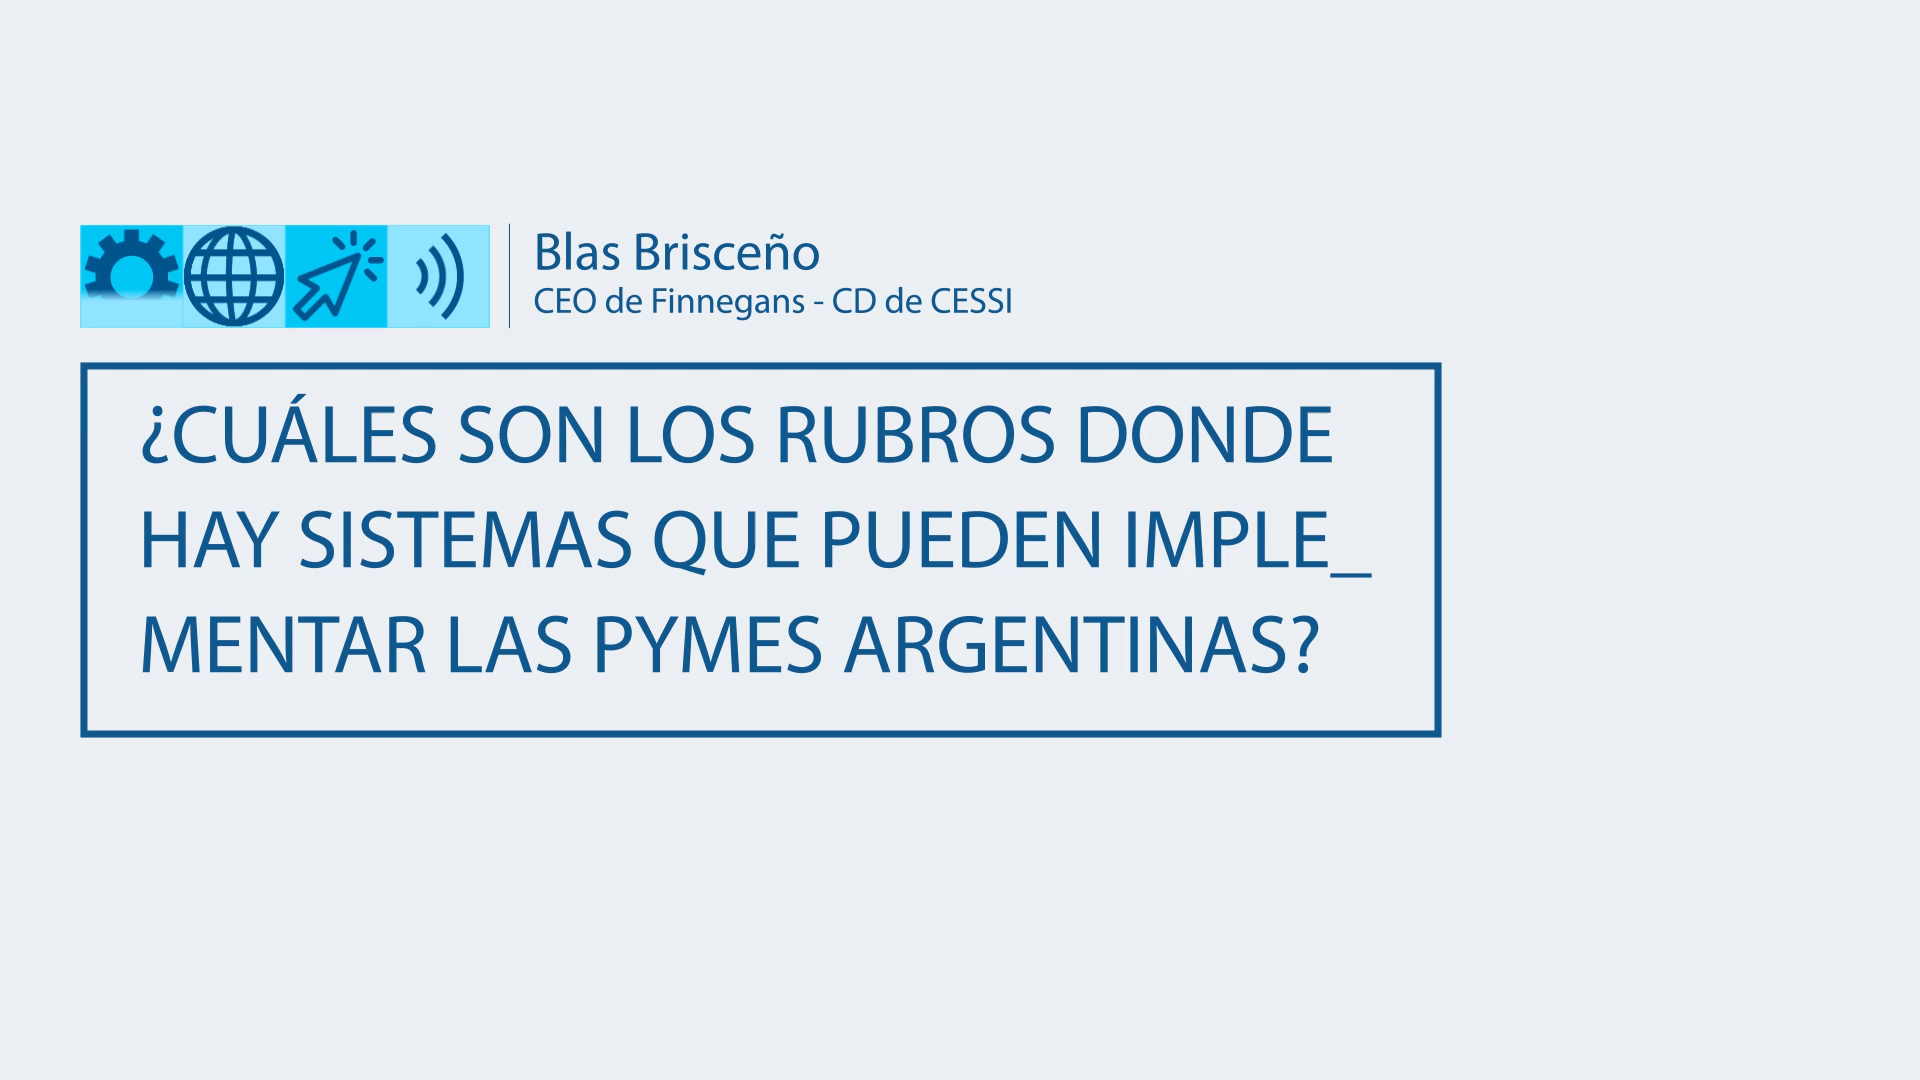 Blas Brisceño
CEO de Finnegans - CD de CESSI
¿CUÁLES SON LOS RUBROS DONDE
HAY SISTEMAS QUE PUEDEN IMPLE_
MENTAR LAS PYMES ARGENTINAS?